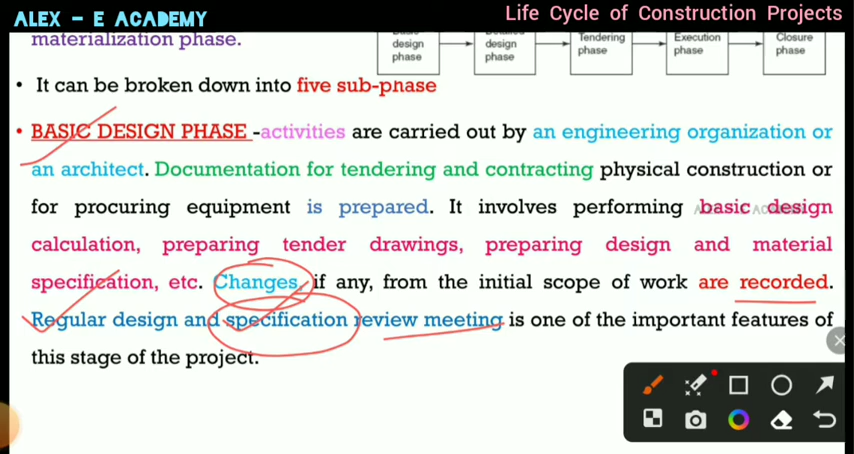 ALEX - E ACADEMY
Life Cycle of Construction Projects
materialization phase.
design
phase
design
phase
Tendering
phase
Execution
phase
Closure
phase
• It can be broken down into five sub-pnase
• BASIC DESIGN PHASE -activities are carried out by an engineering organization or
an architect. Documentation for tendering and contracting physical construction or
for procuring equipment is prepared. It involves performing basic design
calculation, preparing tender drawings, preparing design and material
specification, etc. Changes, if any, from the initial scope of work are recorded.
Regular design and specification review meeting is one of the important features of
this stage of the project.